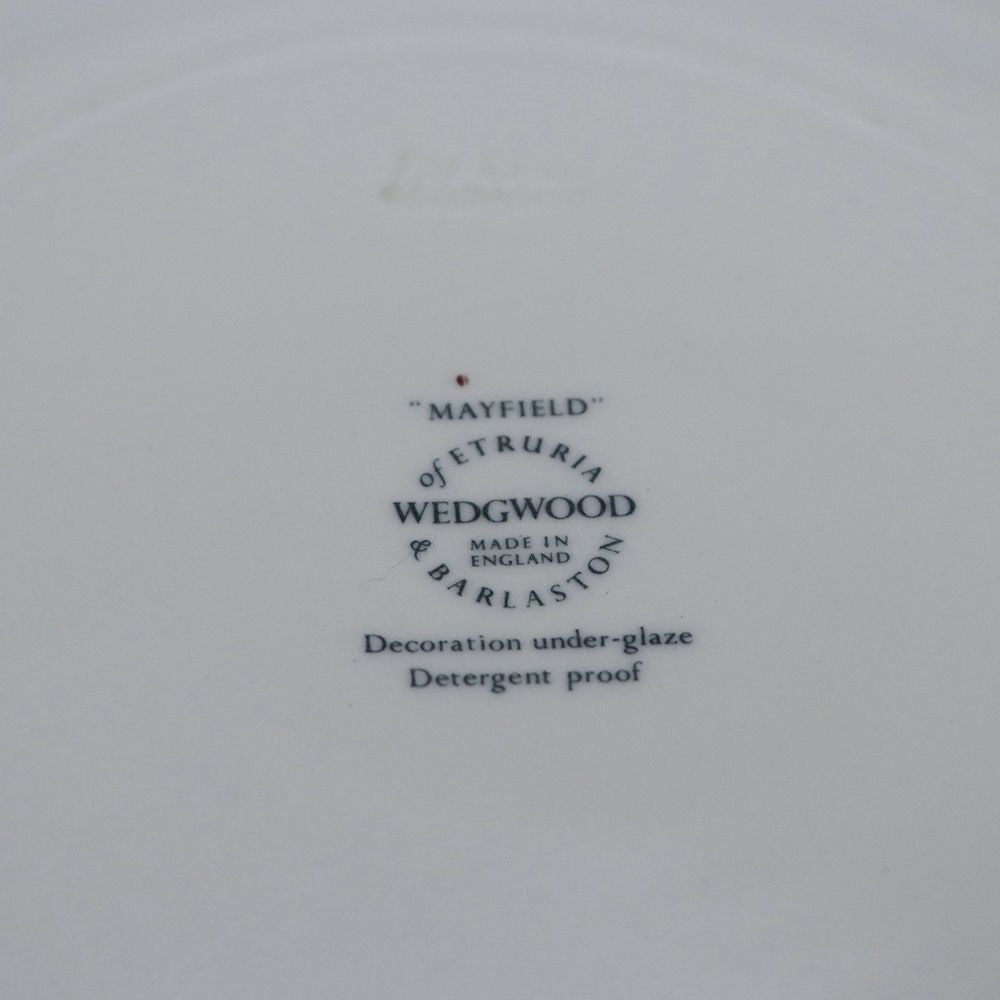 "MAYFIELD"
of ETRURIA
WEDGWOOD
MADE IN
ENGLAND
& BARLASTON
Decoration under-glaze
Detergent proof